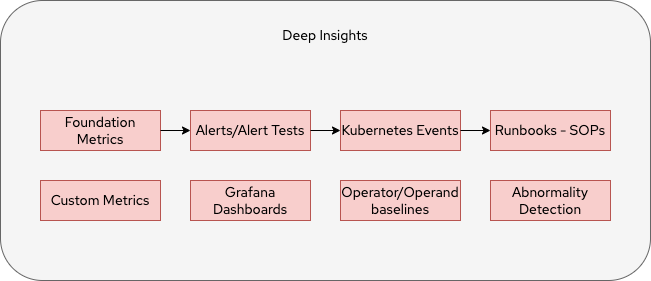 Deep Insights
Foundation
Metrics
Alerts/Alert Tests
Kubernetes Events
Runbooks - SOPs
Custom Metrics
Grafana
Dashboards
Operator/Operand
baselines
Abnormality
Detection